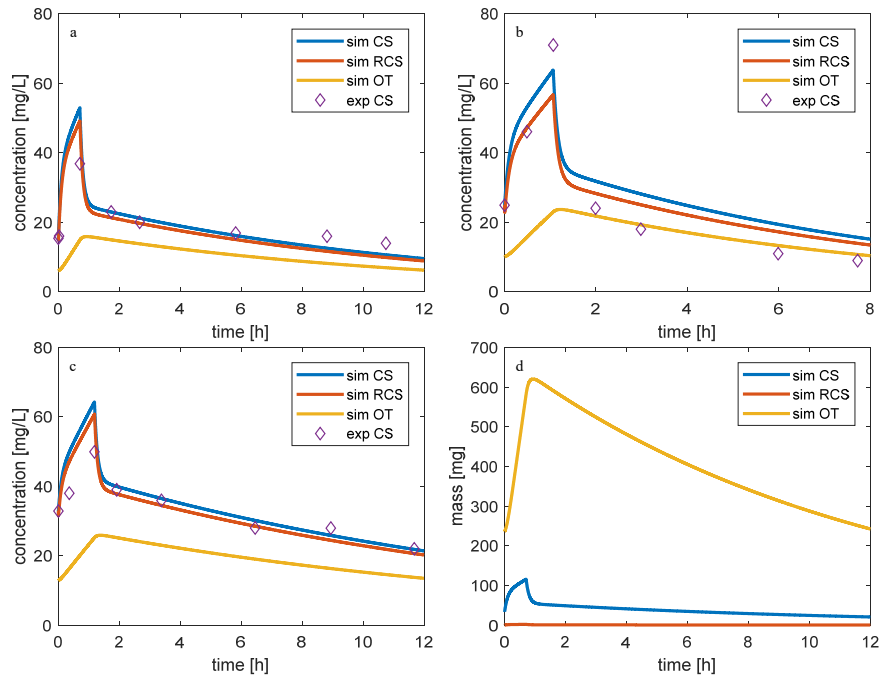 a
80
60
40
20
0
concentration [mg/L]
0 2 4 6 8 10 12
time [h]
sim CS
sim RCS
sim OT
exp CS
b
80
60
40
20
0
concentration [mg/L]
0 2 4 6 8
time [h]
sim CS
sim RCS
sim OT
exp CS
c
80
60
40
20
0
concentration [mg/L]
0 2 4 6 8 10 12
time [h]
sim CS
sim RCS
sim OT
exp CS
d
700
600
500
400
300
200
100
0
mass [mg]
0 2 4 6 8 10 12
time [h]
sim CS
sim RCS
sim OT